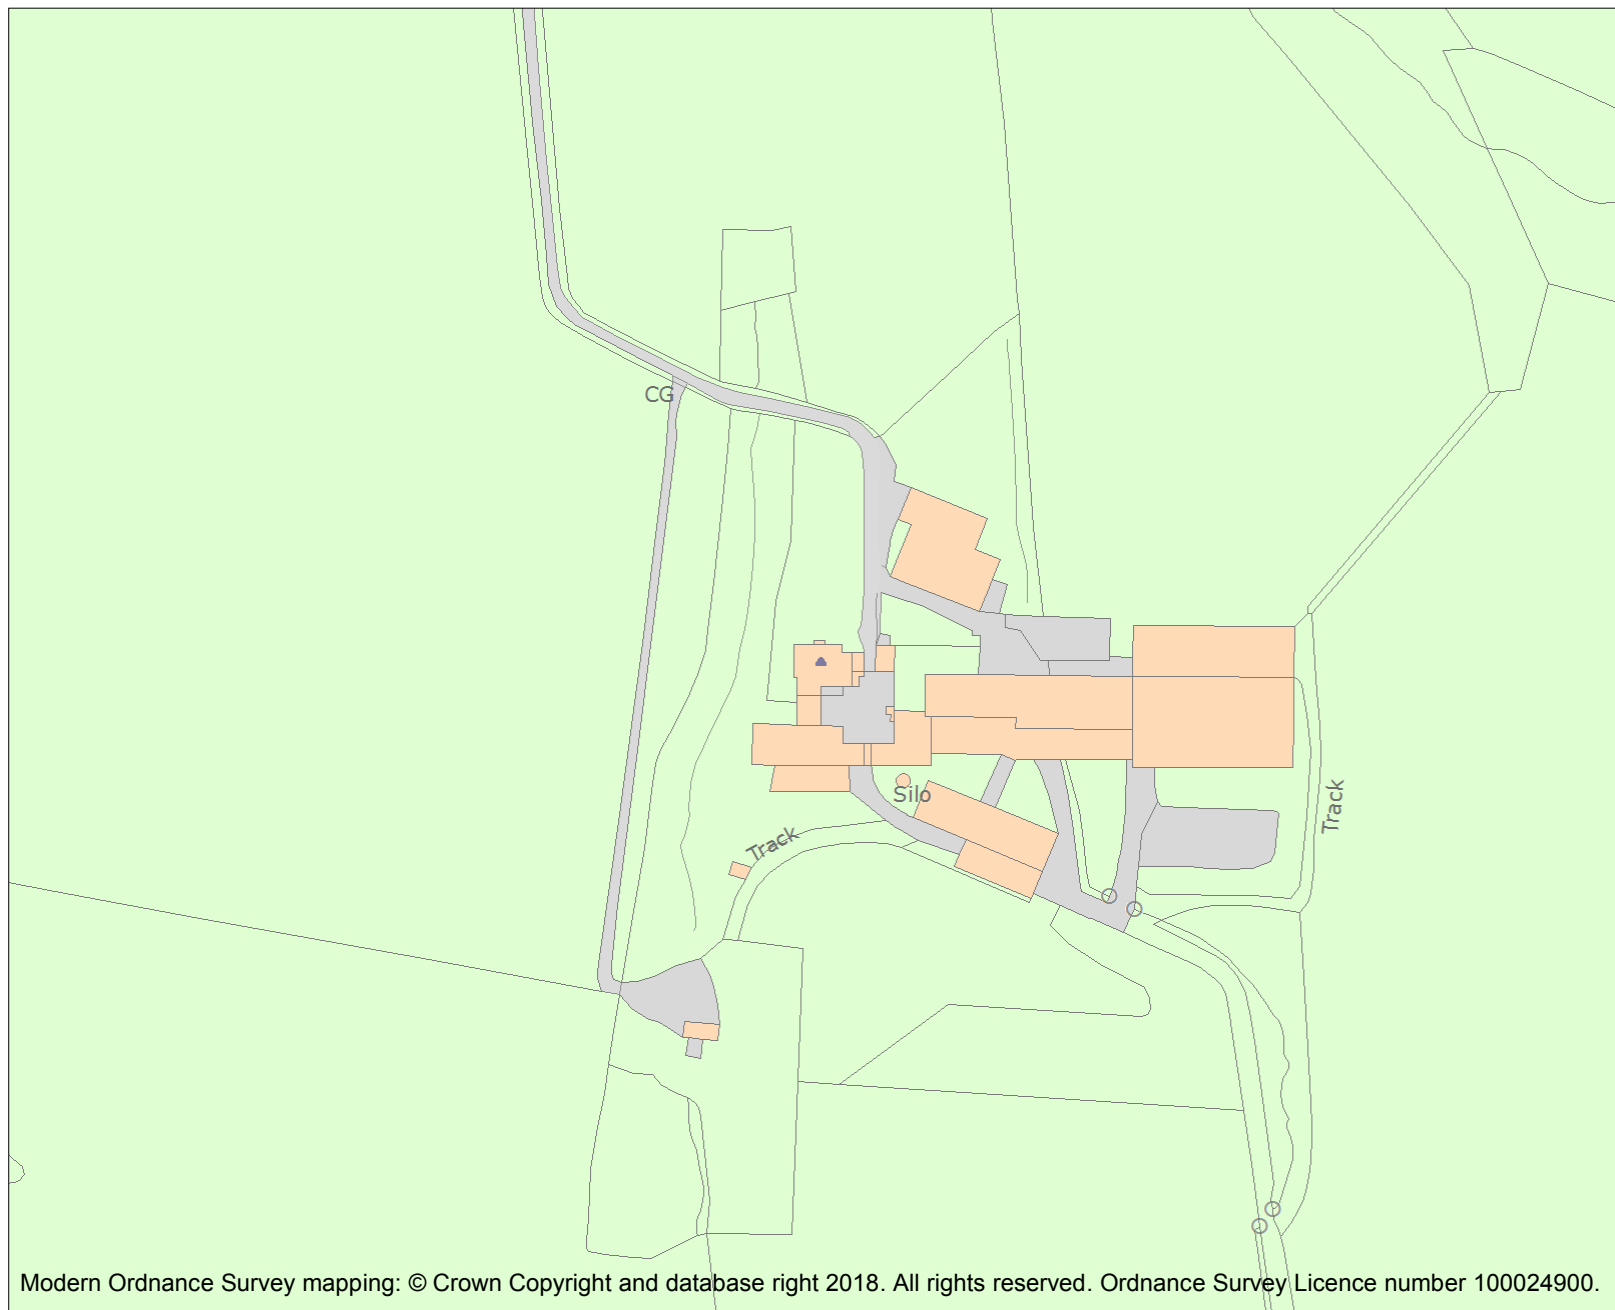 CG
Silo
Track
Track
Modern Ordnance Survey mapping: © Crown Copyright and database right 2018. All rights reserved. Ordnance Survey Licence number 100024900.